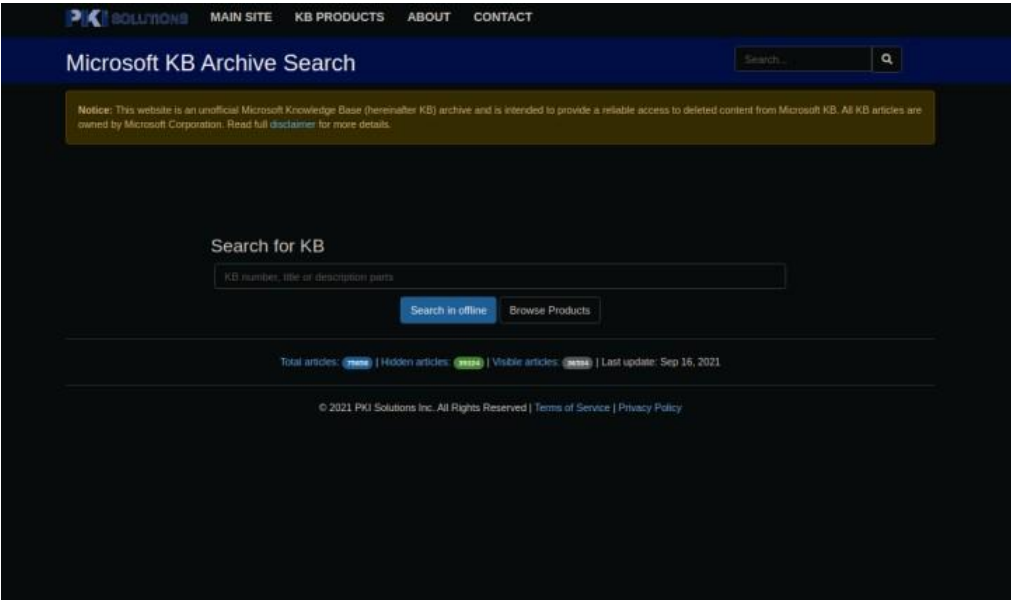 PKI SOLUTIONS MAIN SITE KB PRODUCTS ABOUT CONTACT
Microsoft KB Archive Search
Search...
Notice: This website is an unofficial Microsoft Knowledge Base (hereinafter KB) archive and is intended to provide a reliable access to deleted content from Microsoft KB. All KB articles are
owned by Microsoft Corporation. Read full disclaimer for more details.
Search for KB
KB number, title or description parts
Search in offline Browse Products
Total articles: | Hidden articles: | Visible articles: | Last update: Sep 16, 2021
© 2021 PKI Solutions Inc. All Rights Reserved | Terms of Service | Privacy Policy